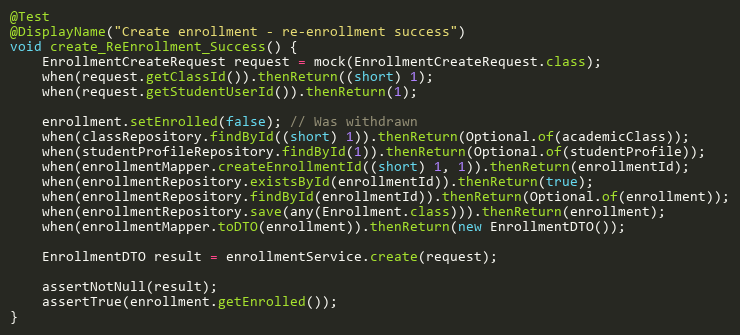 @Test
@DisplayName("Create enrollment - re-enrollment success")
void create_ReEnrollment_Success() {
    EnrollmentCreateRequest request = mock(EnrollmentCreateRequest.class);
    when(request.getClassId()).thenReturn((short) 1);
    when(request.getStudentUserId()).thenReturn(1);

    enrollment.setEnrolled(false); // Was withdrawn
    when(classRepository.findById((short) 1)).thenReturn(Optional.of(academicClass));
    when(studentProfileRepository.findById(1)).thenReturn(Optional.of(studentProfile));
    when(enrollmentMapper.createEnrollmentId((short) 1, 1)).thenReturn(enrollmentId);
    when(enrollmentRepository.existsById(enrollmentId)).thenReturn(true);
    when(enrollmentRepository.findById(enrollmentId)).thenReturn(Optional.of(enrollment));
    when(enrollmentRepository.save(any(Enrollment.class))).thenReturn(enrollment);
    when(enrollmentMapper.toDTO(enrollment)).thenReturn(new EnrollmentDTO());

    EnrollmentDTO result = enrollmentService.create(request);

    assertNotNull(result);
    assertTrue(enrollment.getEnrolled());
}